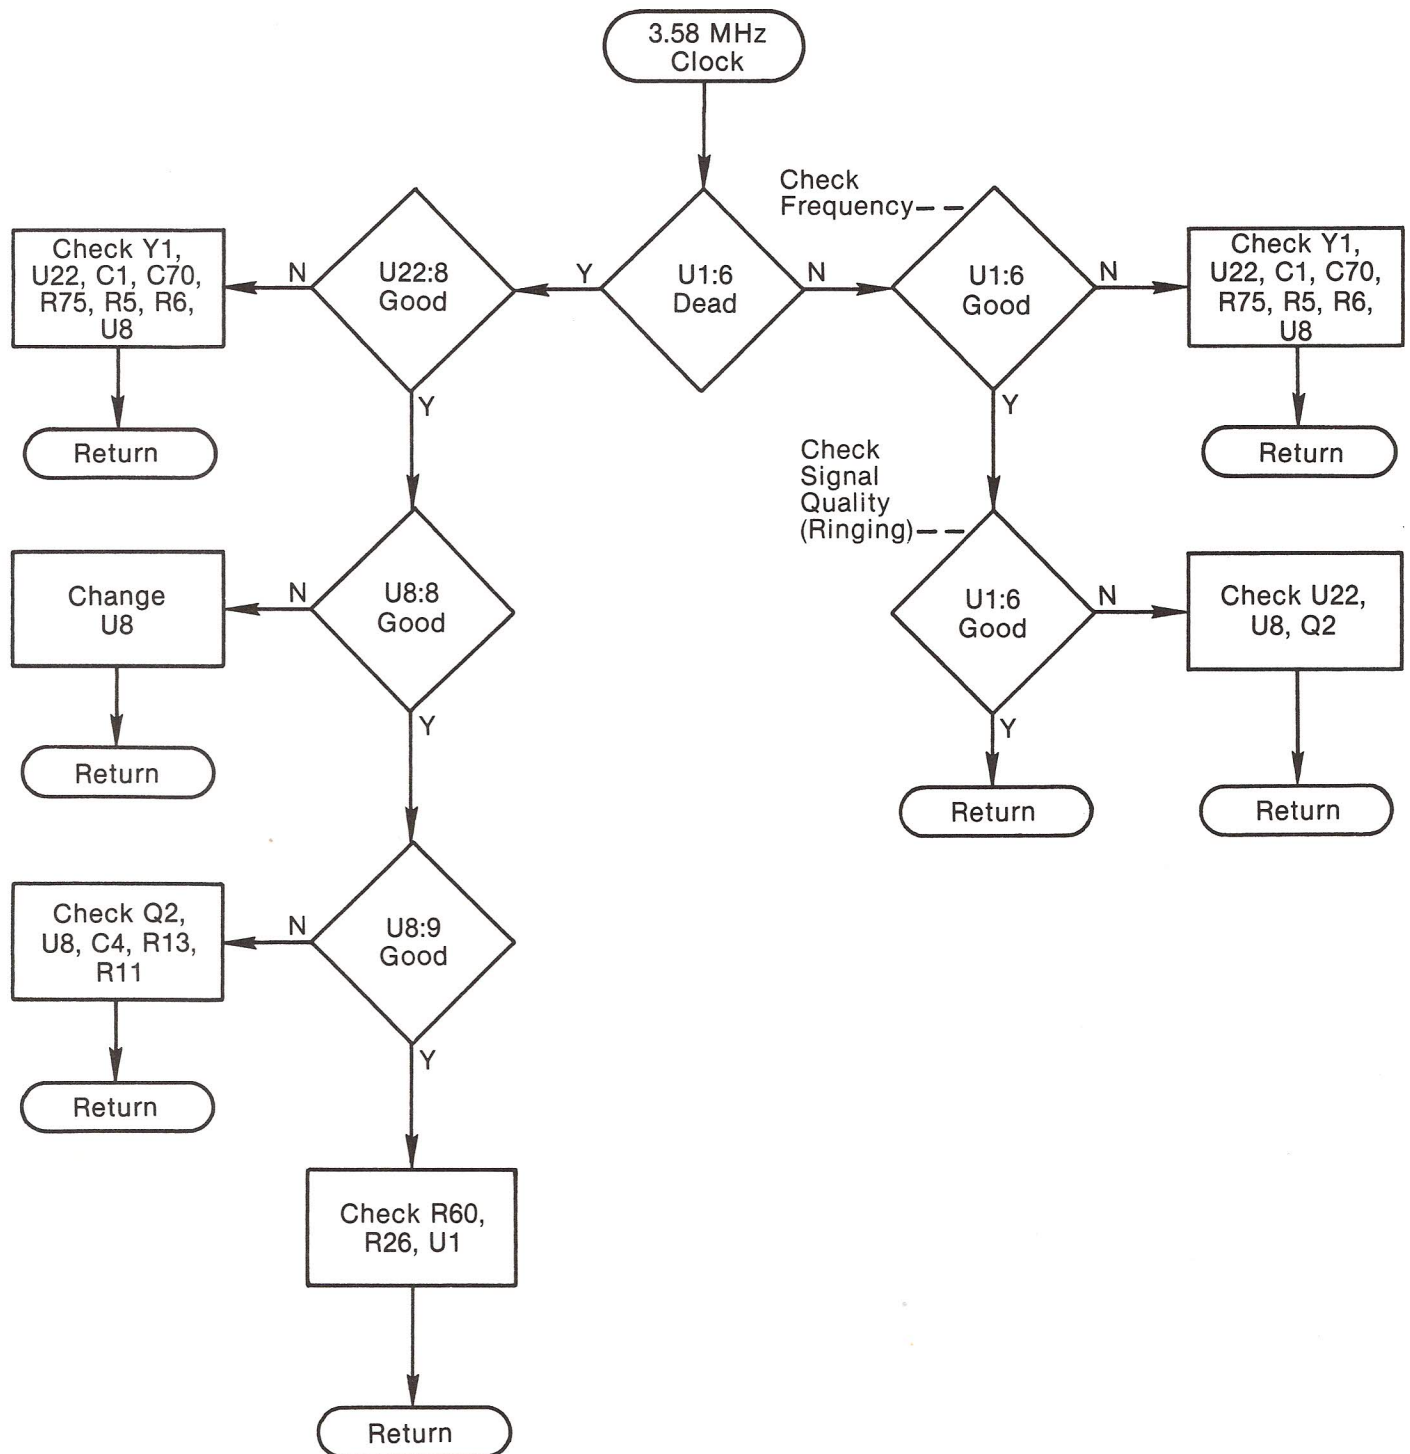 3.58 MHz
Clock
Check
Frequency
Check Y1,
U22, C1, C70,
R75, R5, R6,
U8
N
U22:8
Good
Y
U1:6
Dead
N
U1:6
Good
N
Check Y1,
U22, C1, C70,
R75, R5, R6,
U8
Y
Y
Return
Return
Check
Signal
Quality
(Ringing)
Change
U8
N
U8:8
Good
U1:6
Good
N
Check U22,
U8, Q2
Y
Y
Return
Return
Return
Check Q2,
U8, C4, R13,
R11
N
U8:9
Good
Y
Return
Check R60,
R26, U1
Return